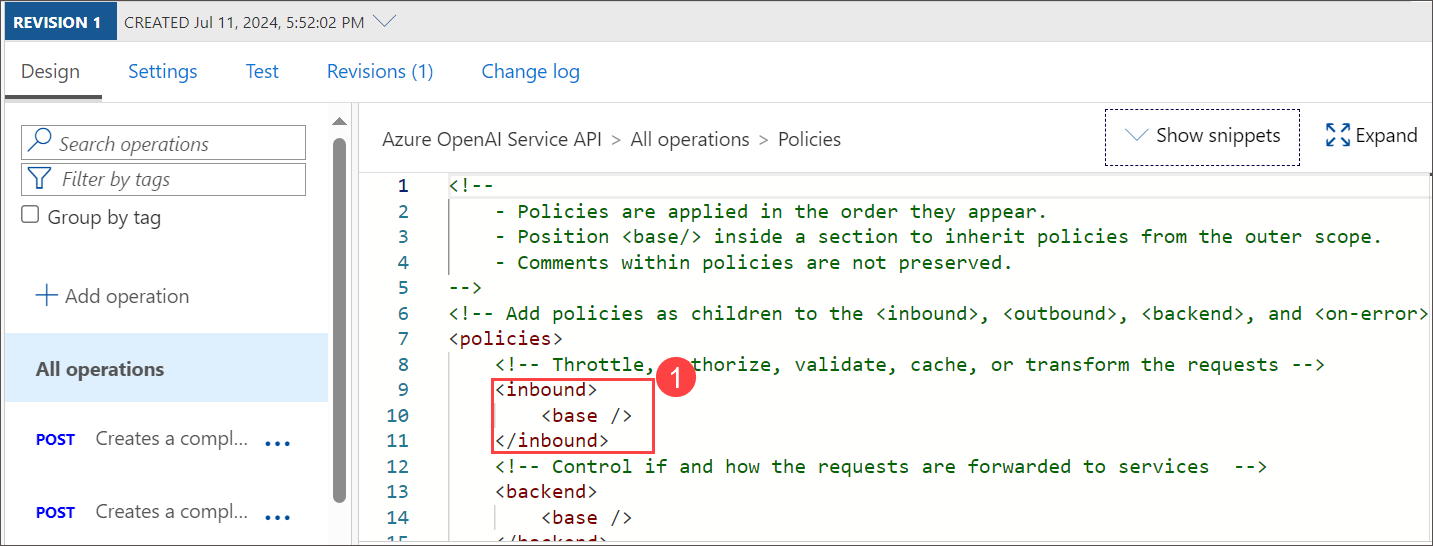 REVISION 1 CREATED Jul 11, 2024, 5:52:02 PM
Design Settings Test Revisions (1) Change log
Search operations
Filter by tags
Group by tag
Add operation
All operations
POST Creates a compl... ...
POST Creates a compl... ...
Azure OpenAI Service API > All operations > Policies
Show snippets Expand
1 <!--
2 - Policies are applied in the order they appear.
3 - Position <base/> inside a section to inherit policies from the outer scope.
4 - Comments within policies are not preserved.
5 -->
6 <!-- Add policies as children to the <inbound>, <outbound>, <backend>, and <on-error>
7 <policies>
8 <!-- Throttle, thorize, validate, cache, or transform the requests -->
1
9 <inbound>
10 <base />
11 </inbound>
12 <!-- Control if and how the requests are forwarded to services -->
13 <backend>
14 <base />
15 </backend>